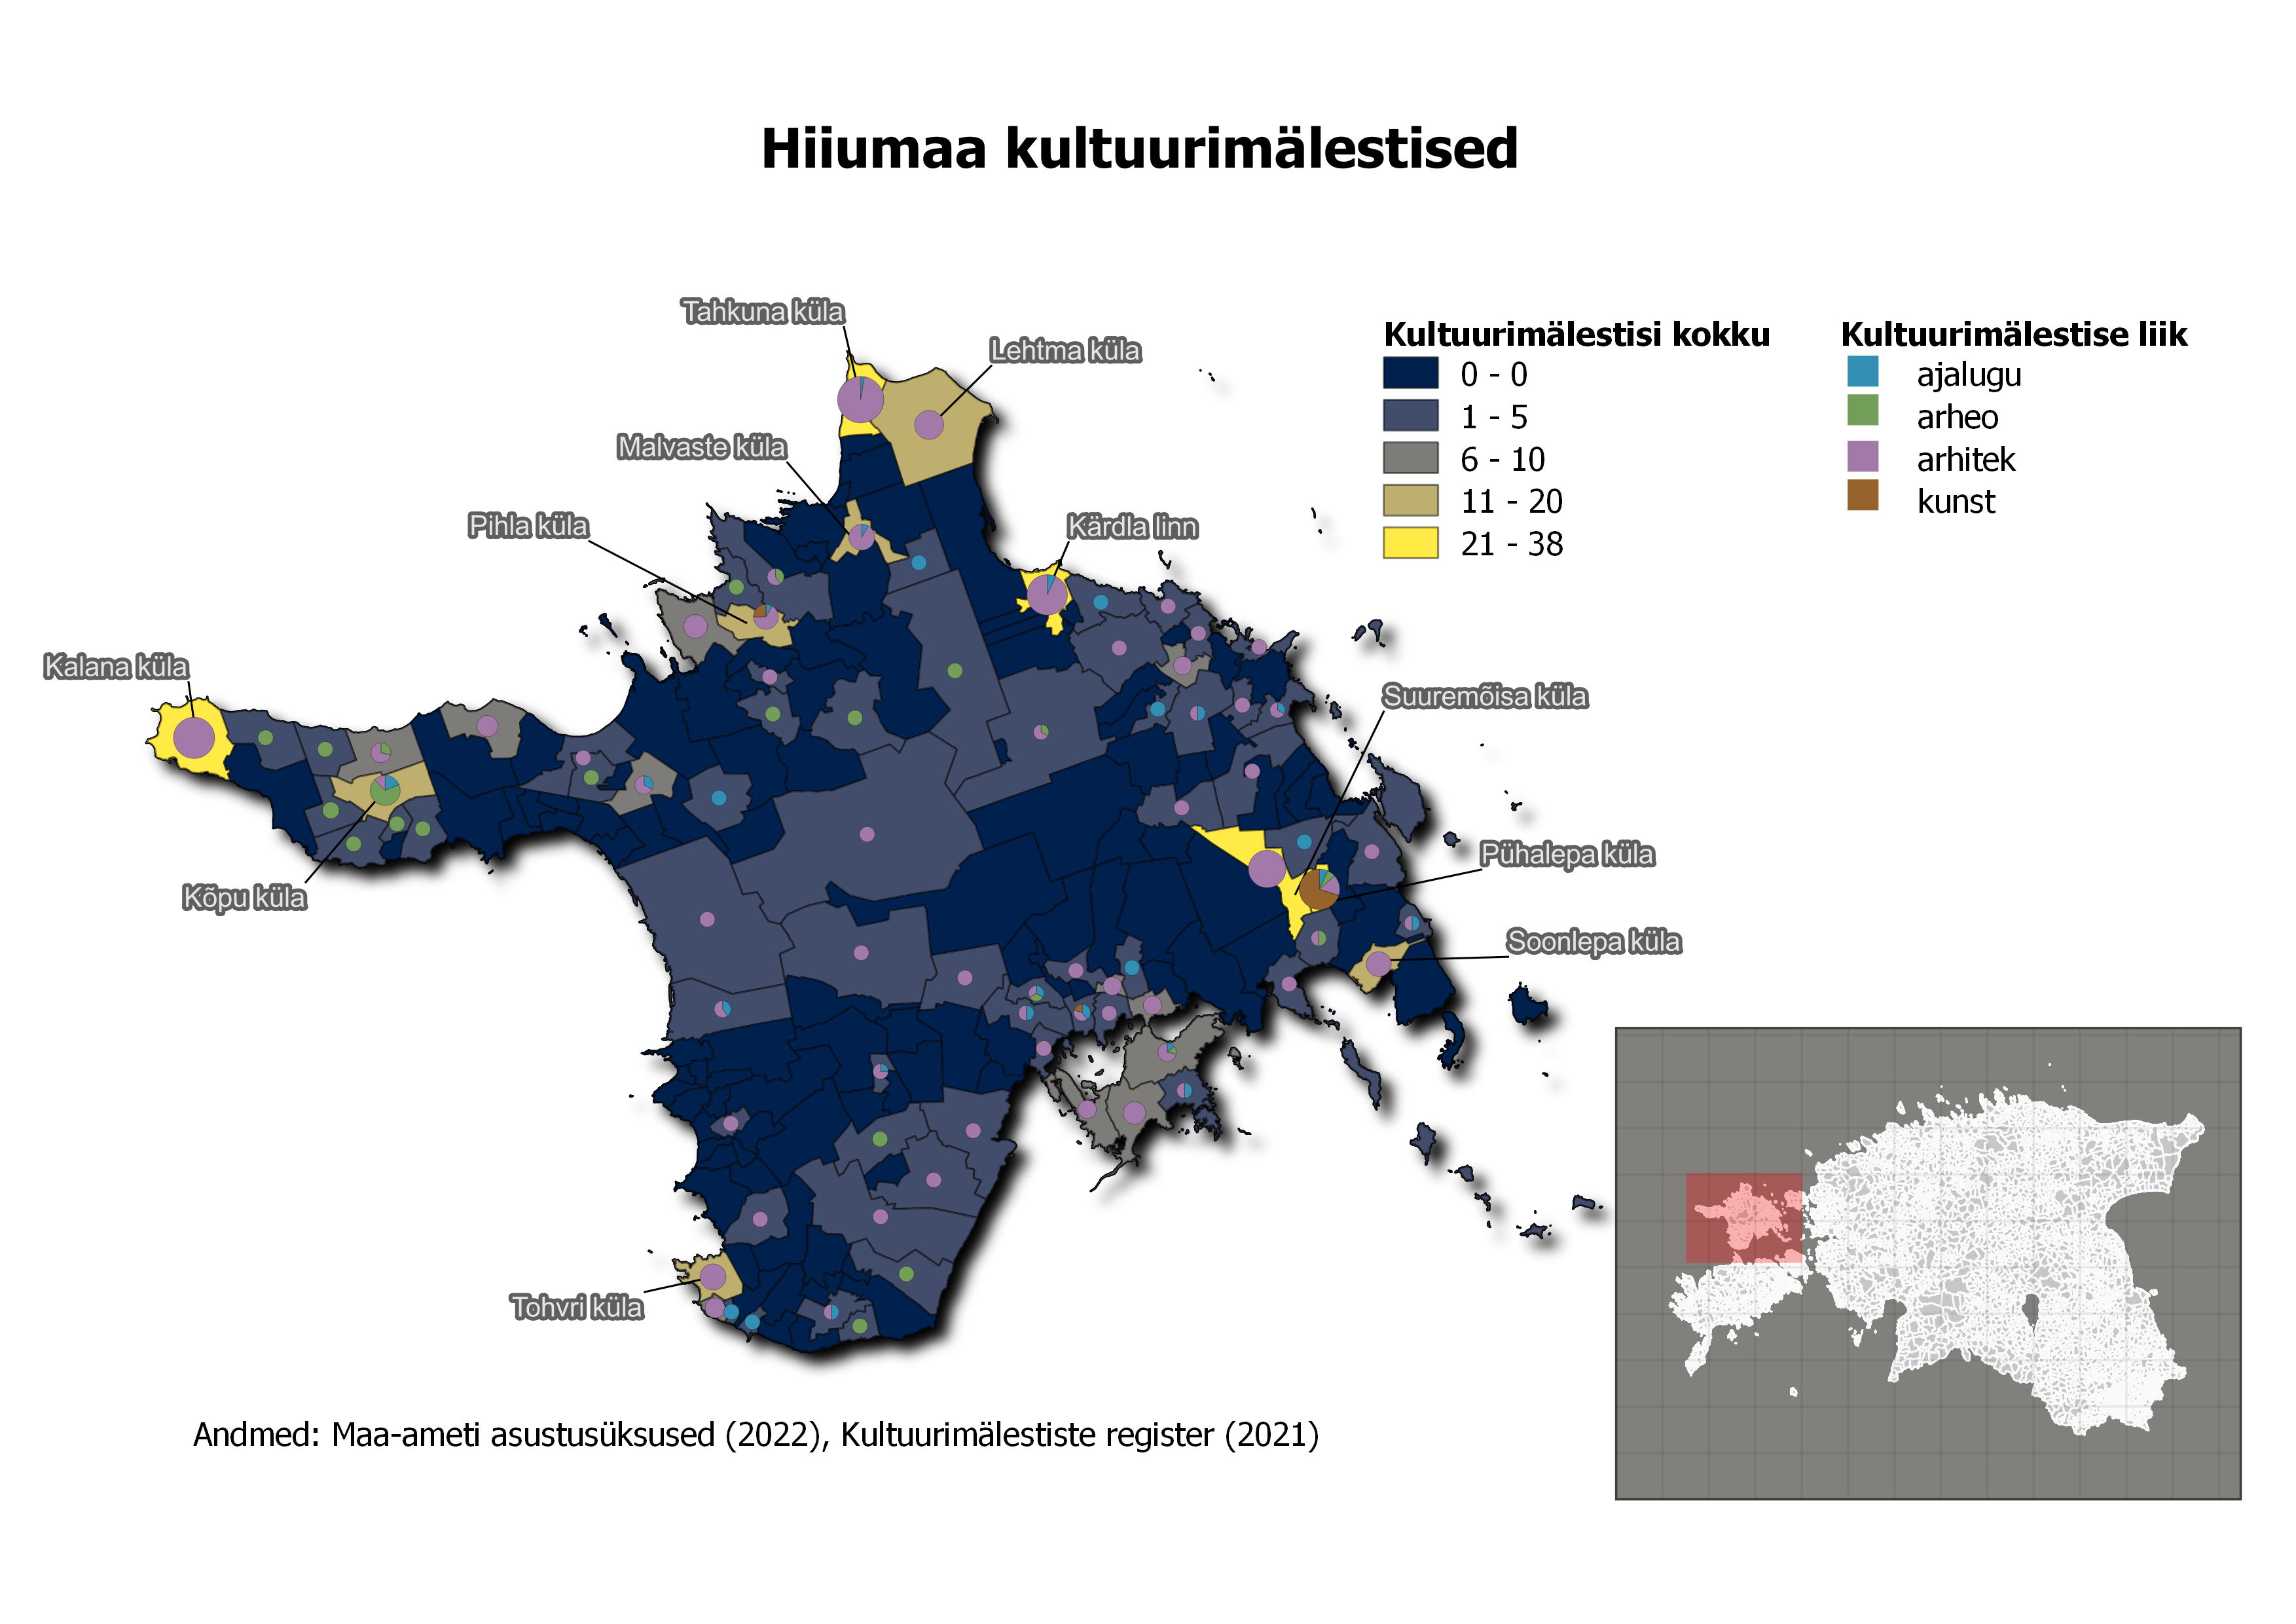 Hiiumaa kultuurimälestised
Tahkuna küla
Lehtma küla
Malvaste küla
Pihla küla
Kärdla linn
Kalana küla
Suuremõisa küla
Pühalepa küla
Kõpu küla
Soonlepa küla
Tohvri küla
Kultuurimälestisi kokku
0 - 0
1 - 5
6 - 10
11 - 20
21 - 38
Kultuurimälestise liik
ajalugu
arheo
arhitek
kunst
Andmed: Maa-ameti asustusüksused (2022), Kultuurimälestiste register (2021)